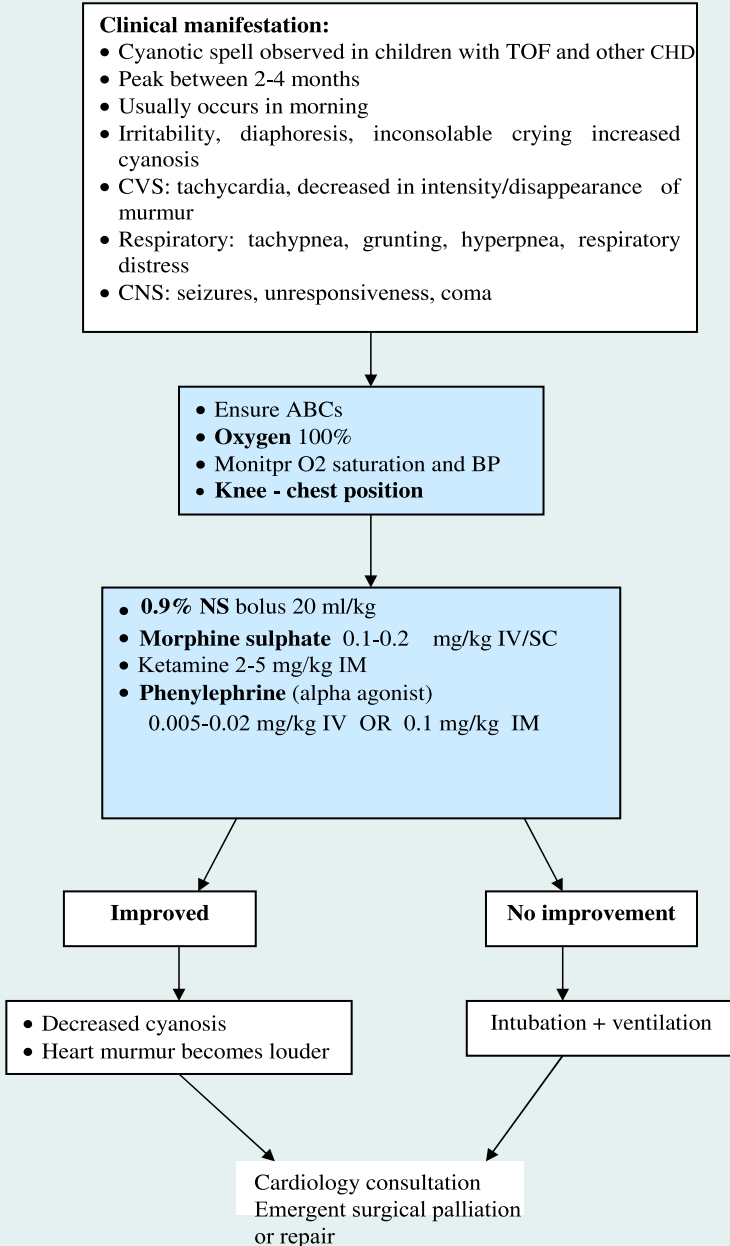 Clinical manifestation:
• Cyanotic spell observed in children with TOF and other CHD
• Peak between 2-4 months
• Usually occurs in morning
• Irritability, diaphoresis, inconsolable crying increased
cyanosis
• CVS: tachycardia, decreased in intensity/disappearance of
murmur
• Respiratory: tachypnea, grunting, hyperpnea, respiratory
distress
• CNS: seizures, unresponsiveness, coma
• Ensure ABCs
• Oxygen 100%
• Monitpr O2 saturation and BP
• Knee - chest position
• 0.9% NS bolus 20 ml/kg
• Morphine sulphate 0.1-0.2 mg/kg IV/SC
• Ketamine 2-5 mg/kg IM
• Phenylephrine (alpha agonist)
0.005-0.02 mg/kg IV OR 0.1 mg/kg IM
Improved
No improvement
• Decreased cyanosis
• Heart murmur becomes louder
Intubation + ventilation
Cardiology consultation
Emergent surgical palliation
or repair